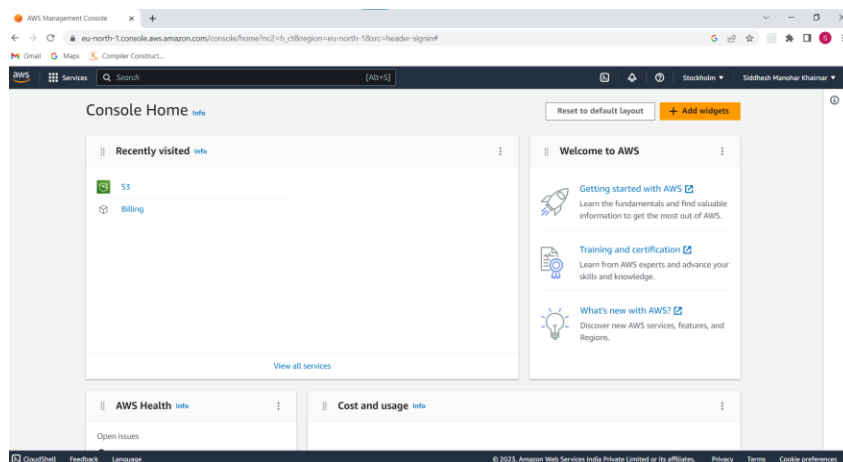 AWS Management Console
eu-north-1.console.aws.amazon.com/console/home?nc2=h_ct&region=eu-north-1&src=header-signin#
Gmail Maps Compiler Construct...
aws Services Search [Alt+S] Stockholm ▼ Siddhesh Manohar Khairnar ▼
Console Home Info Reset to default layout + Add widgets
Recently visited Info
S3
Billing
View all services
Welcome to AWS
Getting started with AWS
Learn the fundamentals and find valuable
information to get the most out of AWS.
Training and certification
Learn from AWS experts and advance your
skills and knowledge.
What's new with AWS?
Discover new AWS services, features, and
Regions.
AWS Health Info
Open issues
Cost and usage Info
CloudShell Feedback Language © 2023, Amazon Web Services India Private Limited or its affiliates. Privacy Terms Cookie preferences